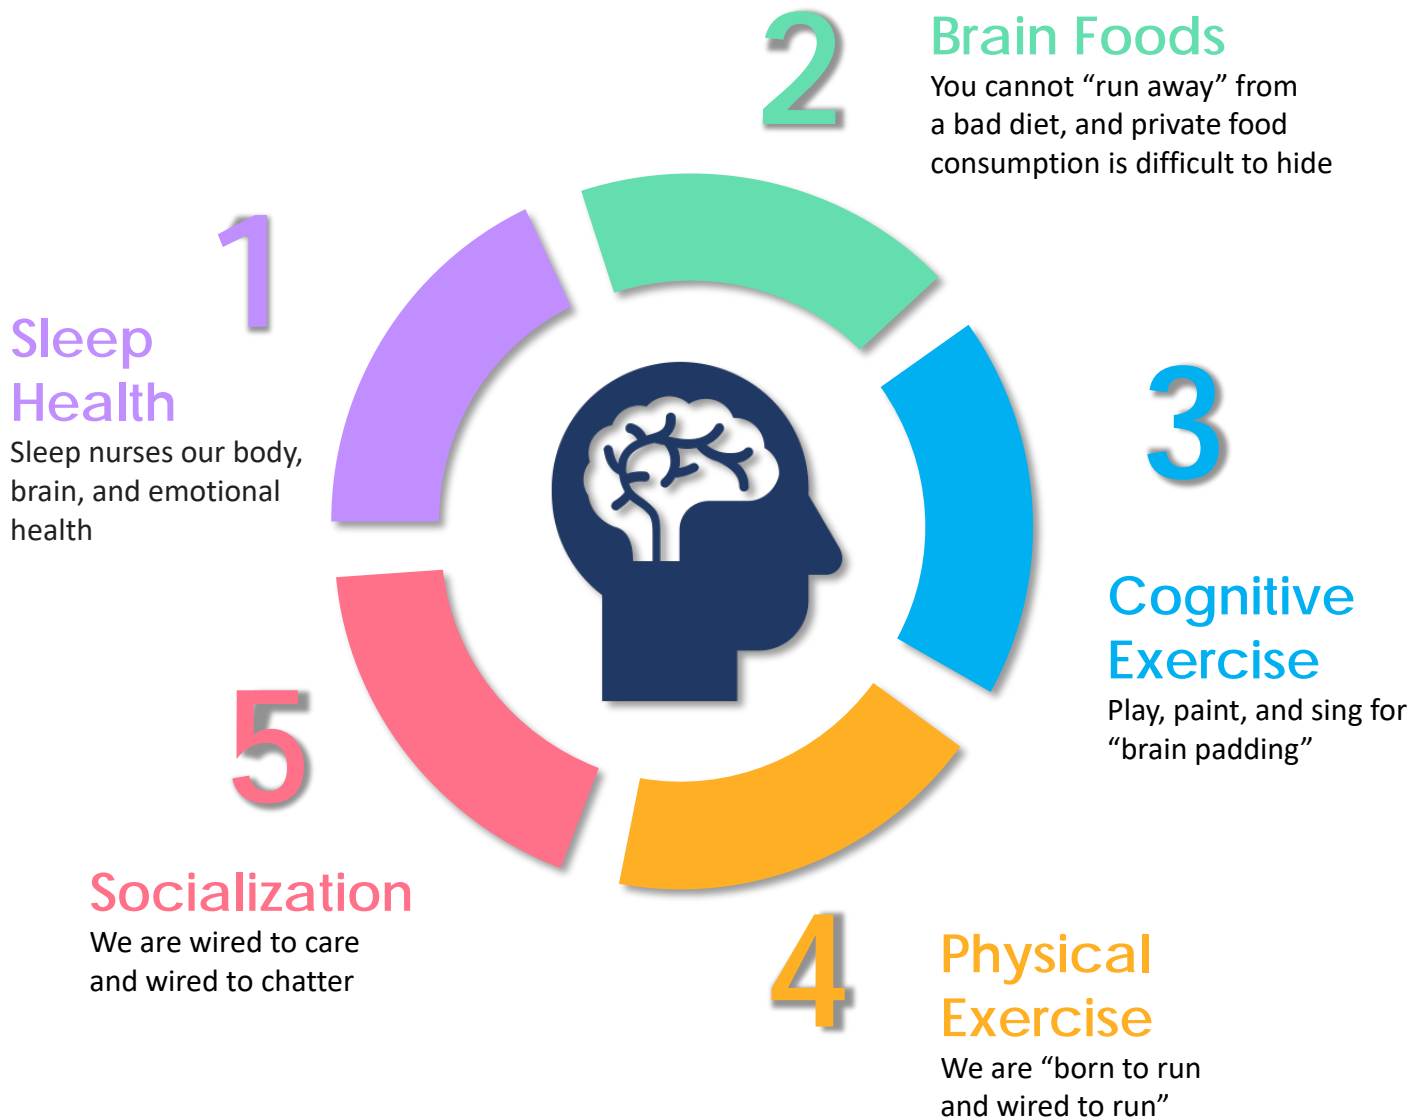 1
Sleep
Health
Sleep nurses our body,
brain, and emotional
health
2
Brain Foods
You cannot “run away” from
a bad diet, and private food
consumption is difficult to hide
3
Cognitive
Exercise
Play, paint, and sing for
“brain padding”
4
Physical
Exercise
We are “born to run
and wired to run”
5
Socialization
We are wired to care
and wired to chatter